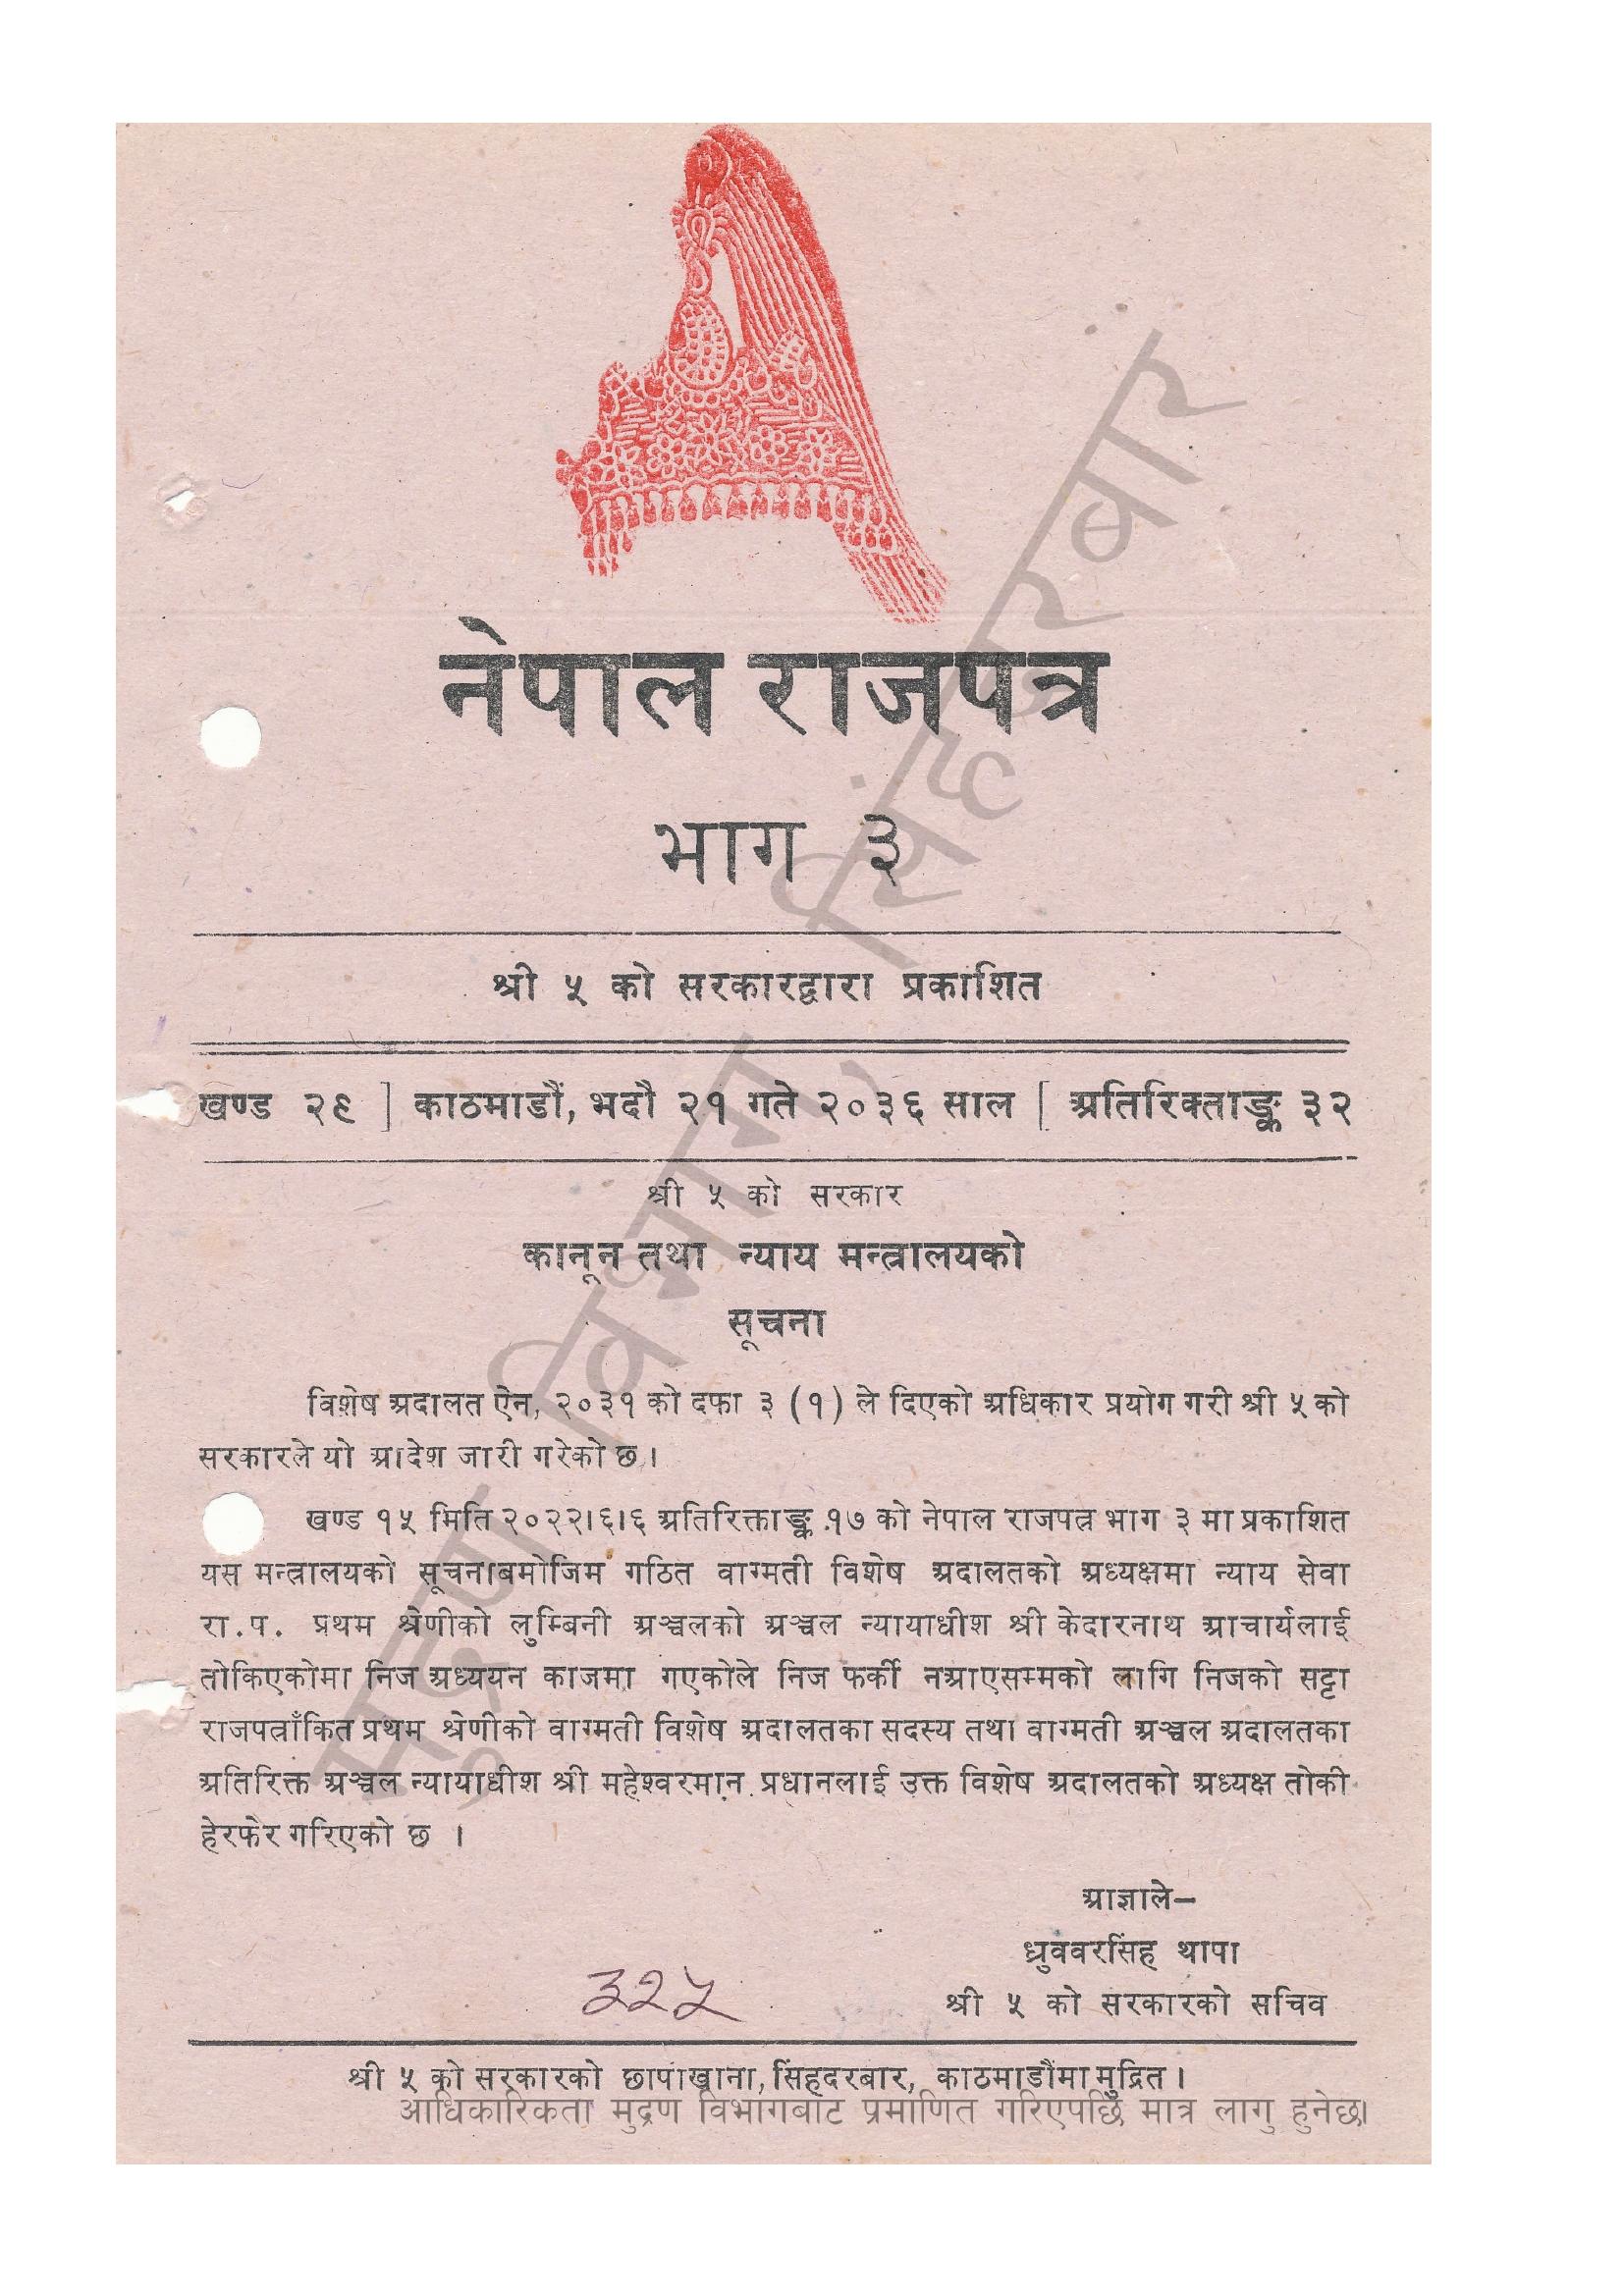 नेपाल राजपत्र
भाग ३
श्री ५ को सरकारद्वारा प्रकाशित
खण्ड २९ ] काठमाडौं, भदौ २१ गते २०३६ साल [ अतिरिक्ताङ्क ३२
श्री ५ को सरकार
कानून तथा न्याय मन्त्रालयको
सूचना
विशेष अदालत ऐन, २०३१ को दफा ३ (१) ले दिएको अधिकार प्रयोग गरी श्री ५ को
सरकारले यो आदेश जारी गरेको छ।
खण्ड १५ मिति २०२२।६।६ अतिरिक्ताङ्क १७ को नेपाल राजपत्र भाग ३ मा प्रकाशित
यस मन्त्रालयको सूचनाबमोजिम गठित वाग्मती विशेष अदालतको अध्यक्षमा न्याय सेवा
रा.प. प्रथम श्रेणीको लुम्बिनी अञ्चलको अञ्चल न्यायाधीश श्री केदारनाथ आचार्यलाई
तोकिएकोमा निज अध्ययन काजमा गएकोले निज फर्की नआएसम्मको लागि निजको सट्टा
राजपत्राँकित प्रथम श्रेणीको वाग्मती विशेष अदालतका सदस्य तथा वाग्मती अञ्चल अदालतका
अतिरिक्त अञ्चल न्यायाधीश श्री महेश्वरमान प्रधानलाई उक्त विशेष अदालतको अध्यक्ष तोकी
हेरफेर गरिएको छ ।
आज्ञाले–
ध्रुववरसिंह थापा
श्री ५ को सरकारको सचिव
३२५
श्री ५ को सरकारको छापाखाना, सिंहदरबार, काठमाडौंमा मुद्रित।
आधिकारिकता मुद्रण विभागबाट प्रमाणित गरिएपछि मात्र लागु हुनेछ।
मुद्रण विभाग, सिंहदरबार